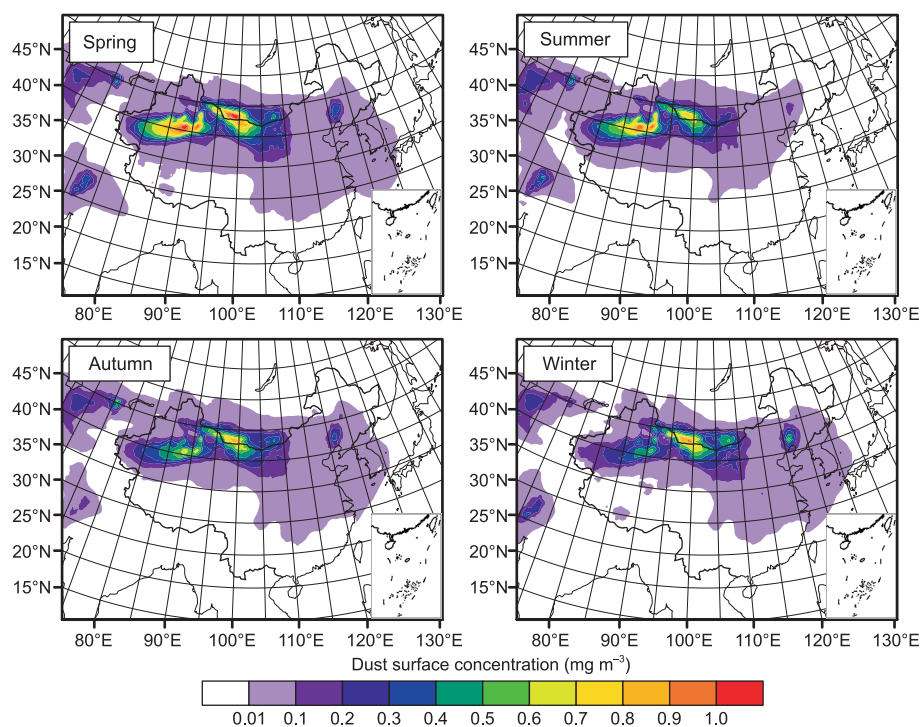 Spring
Summer
45°N
40°N
35°N
30°N
25°N
20°N
15°N
45°N
40°N
35°N
30°N
25°N
20°N
15°N
80°E 90°E 100°E 110°E 120°E 130°E
80°E 90°E 100°E 110°E 120°E 130°E
Autumn
Winter
45°N
40°N
35°N
30°N
25°N
20°N
15°N
45°N
40°N
35°N
30°N
25°N
20°N
15°N
80°E 90°E 100°E 110°E 120°E 130°E
80°E 90°E 100°E 110°E 120°E 130°E
Dust surface concentration (mg m⁻³)
0.01 0.1 0.2 0.3 0.4 0.5 0.6 0.7 0.8 0.9 1.0